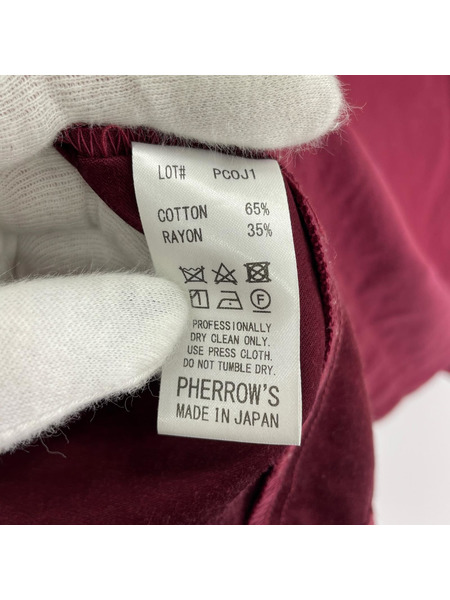 LOT# PCOJ1
COTTON 65%
RAYON 35%
F
PROFESSIONALLY
DRY CLEAN ONLY.
USE PRESS CLOTH.
DO NOT TUMBLE DRY.
PHERROW'S
MADE IN JAPAN